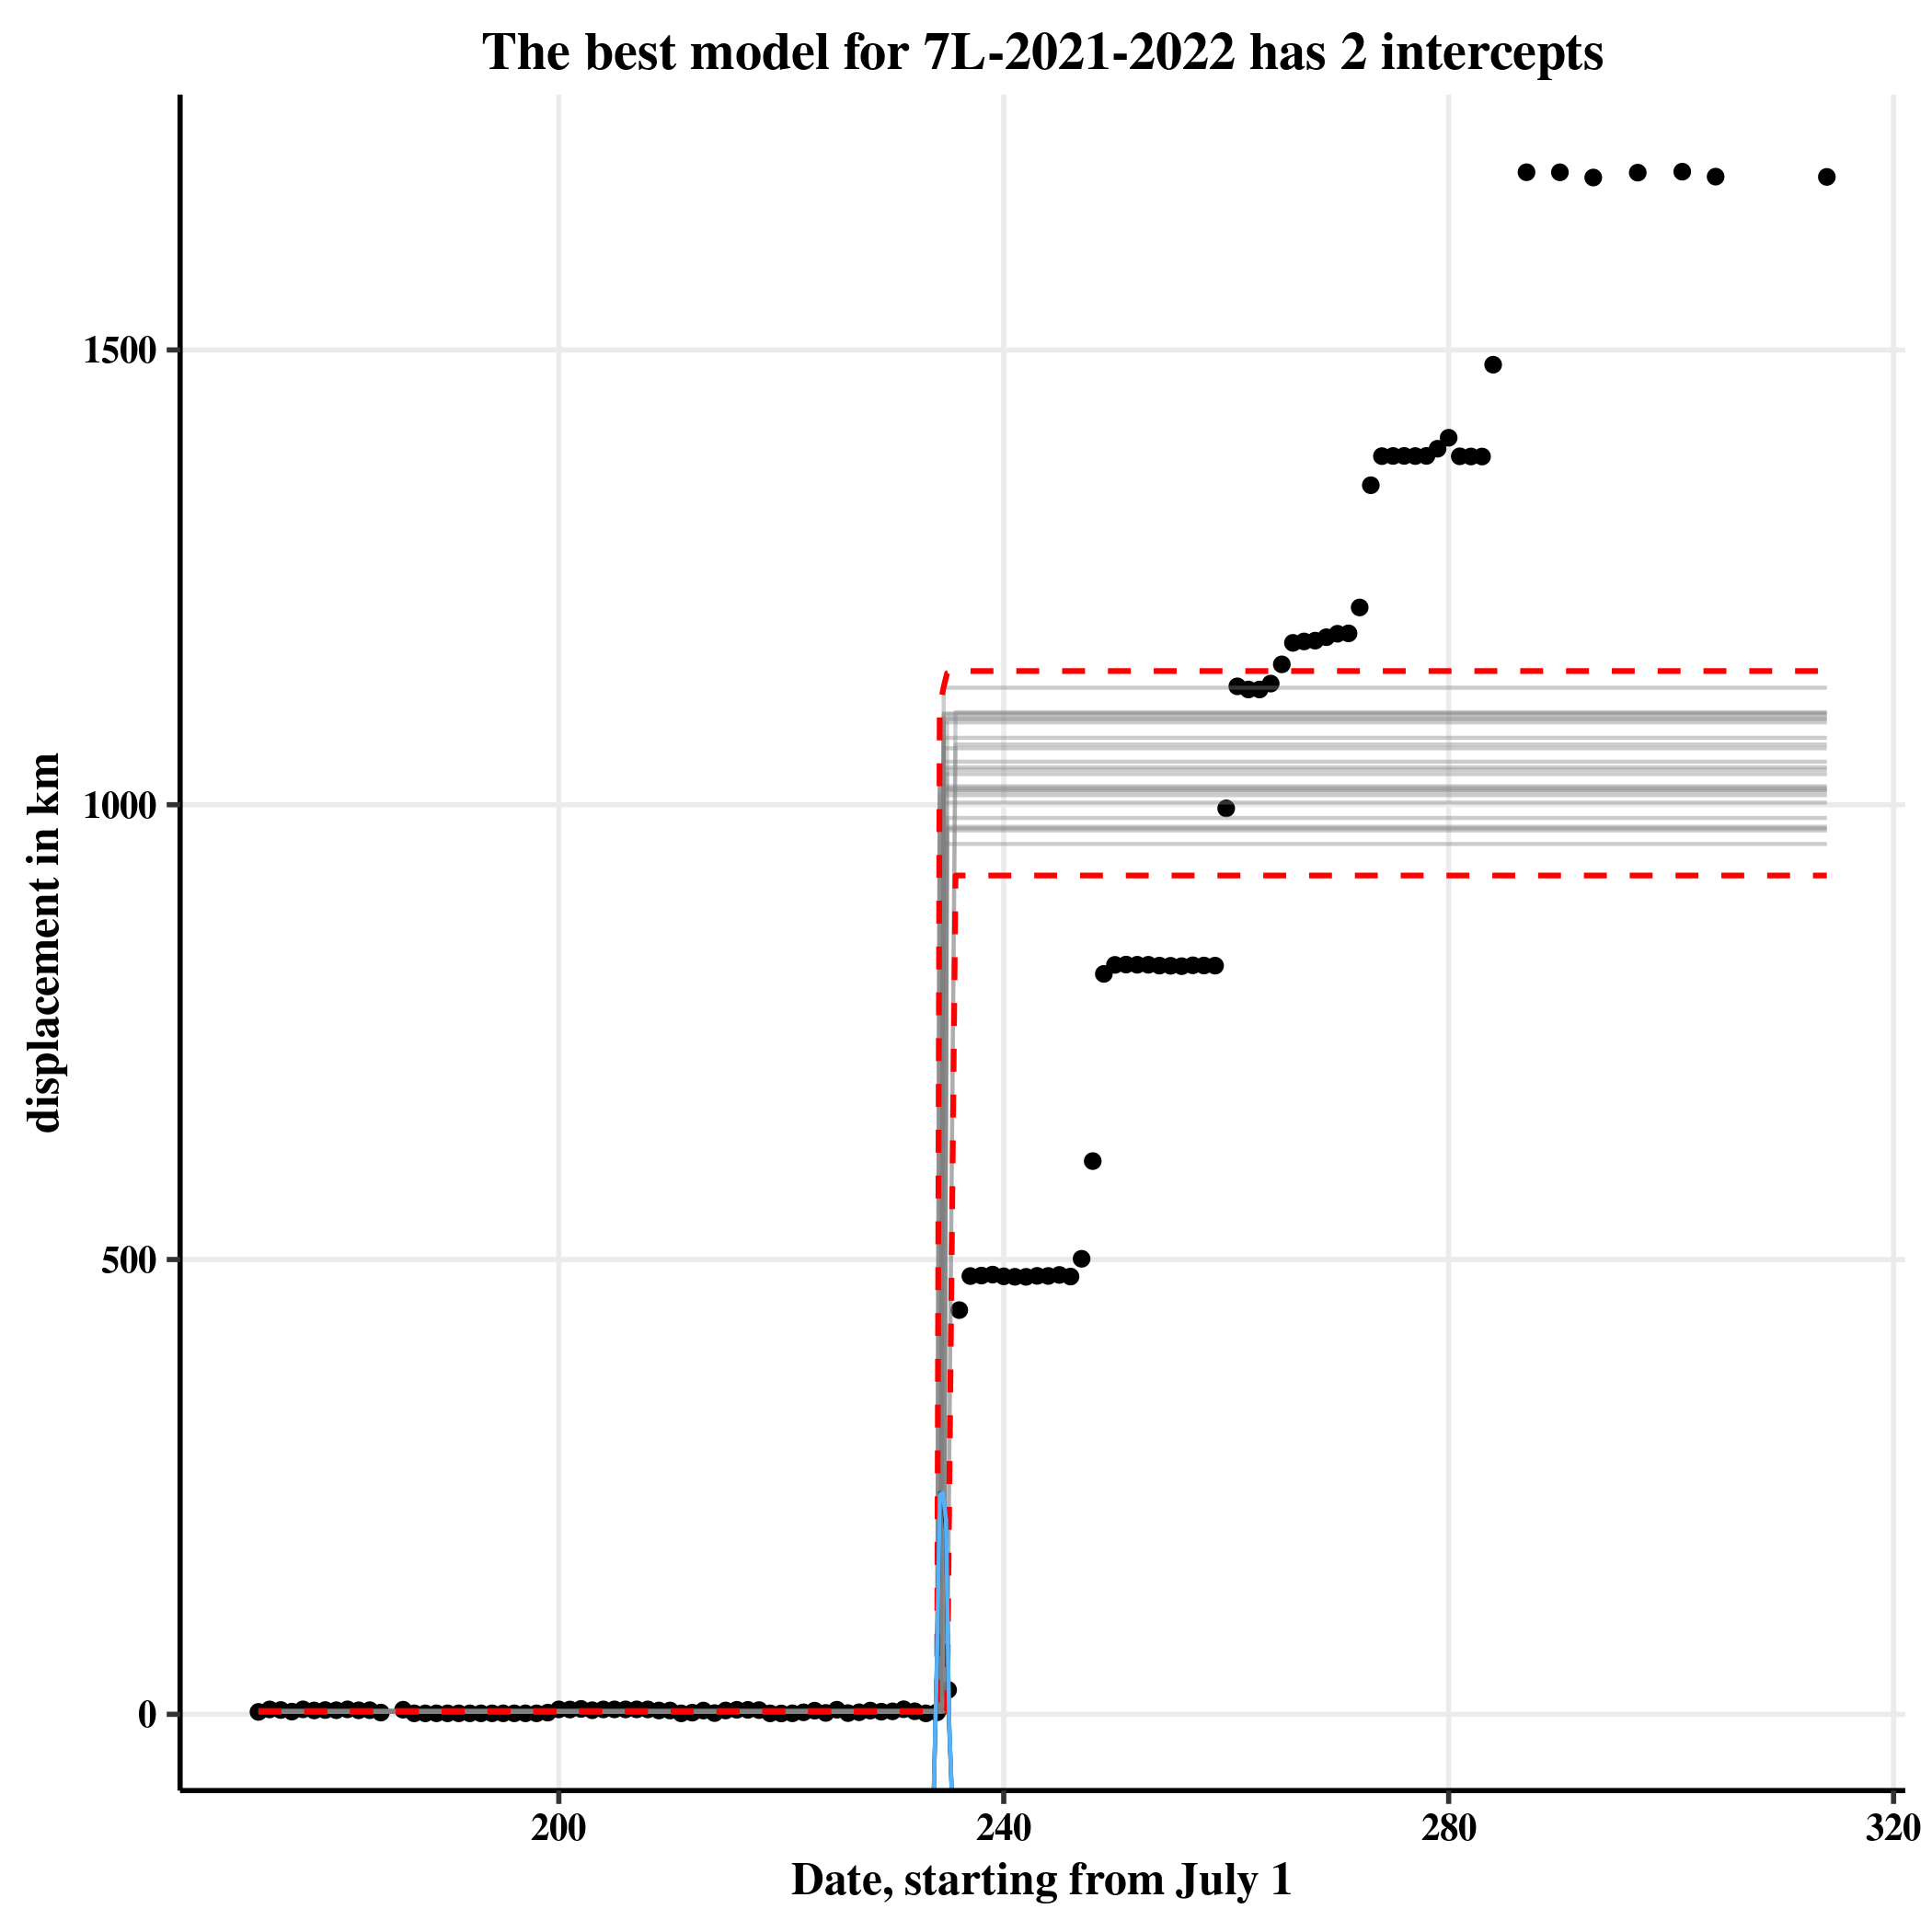 The best model for 7L-2021-2022 has 2 intercepts
displacement in km
1500
1000
500
0
200
240
280
320
Date, starting from July 1